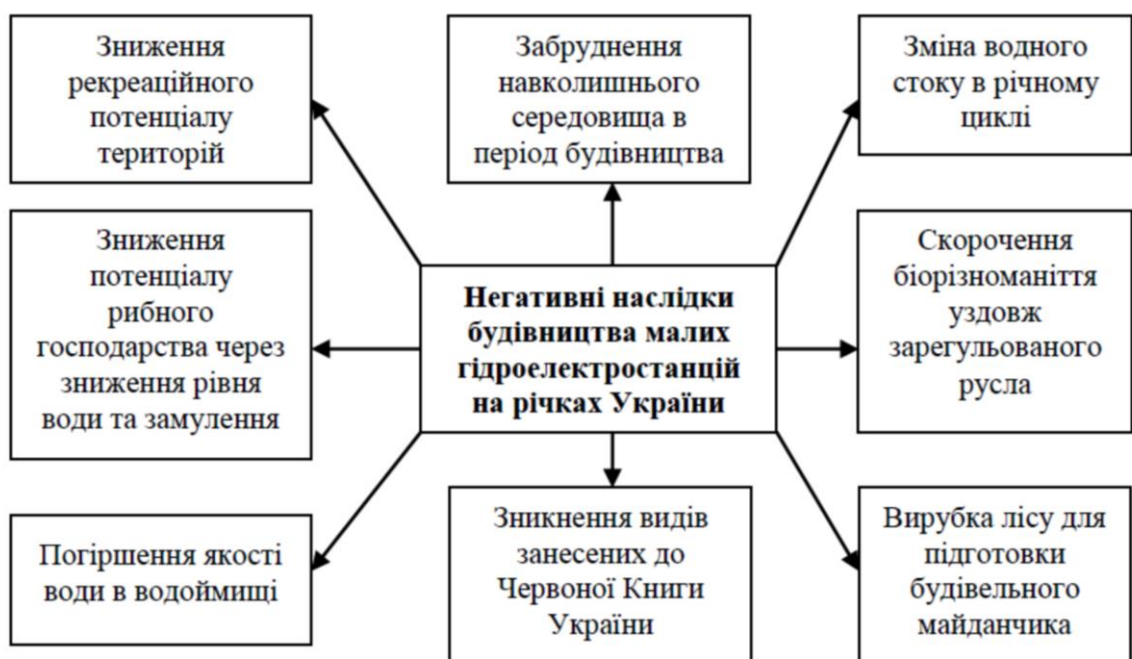 Зниження
рекреаційного
потенціалу
територій
Забруднення
навколишнього
середовища в
період будівництва
Зміна водного
стоку в річному
циклі
Зниження
потенціалу
рибного
господарства через
зниження рівня
води та замулення
Негативні наслідки
будівництва малих
гідроелектростанцій
на річках України
Скорочення
біорізноманіття
уздовж
зарегульованого
русла
Погіршення якості
води в водоймищі
Зникнення видів
занесених до
Червоної Книги
України
Вирубка лісу для
підготовки
будівельного
майданчика